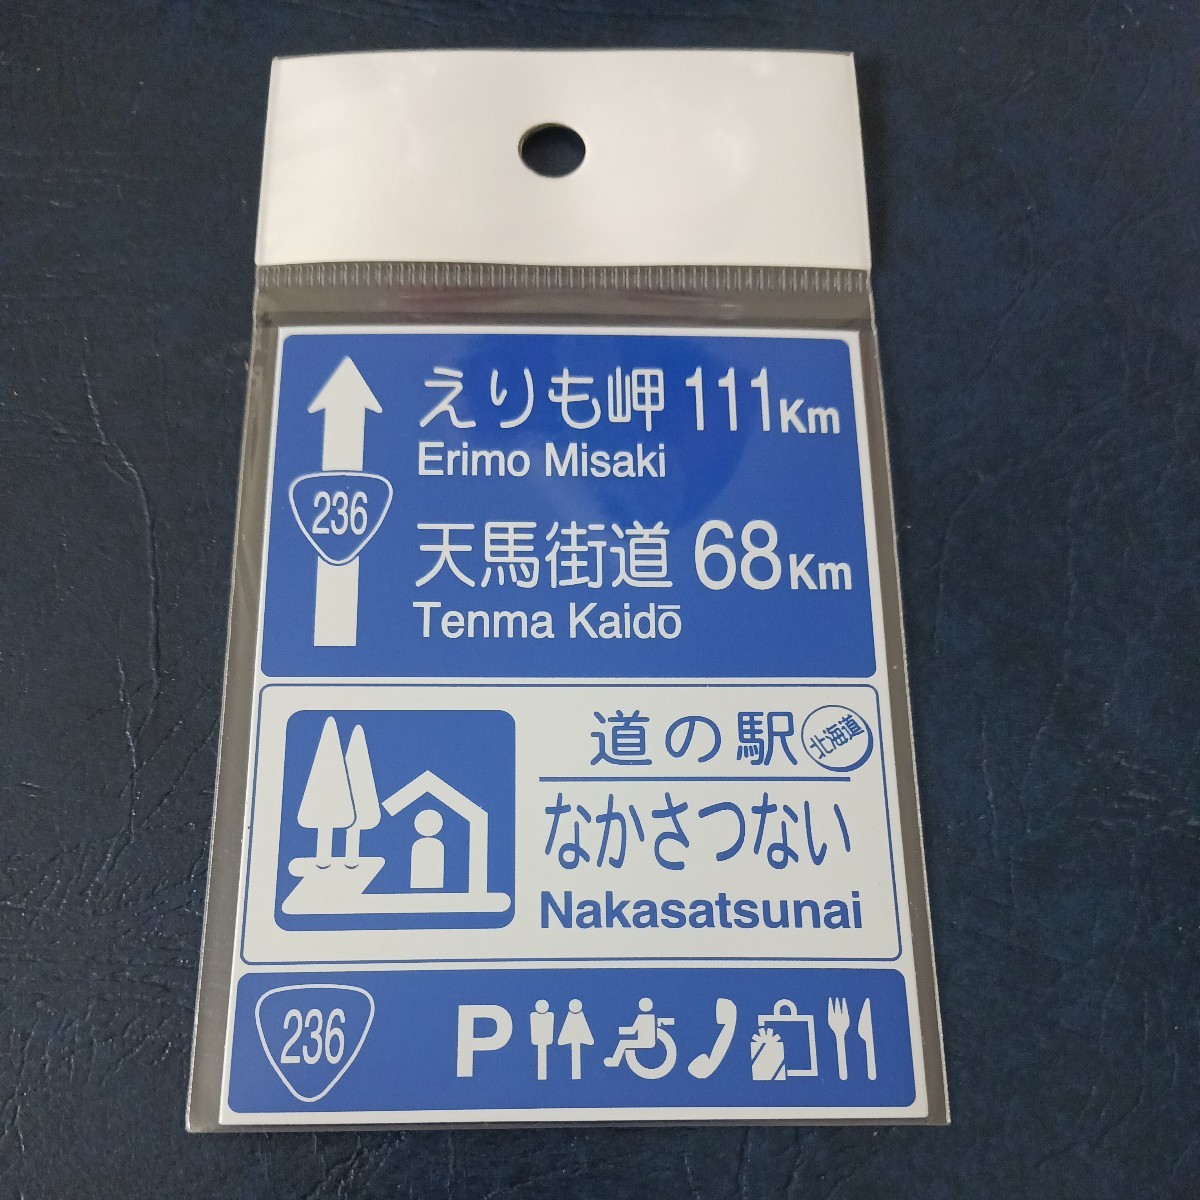 えりも岬 111Km
Erimo Misaki
236
天馬街道 68Km
Tenma Kaidō
道の駅 北海道
なかさつない
Nakasatsunai
236 P